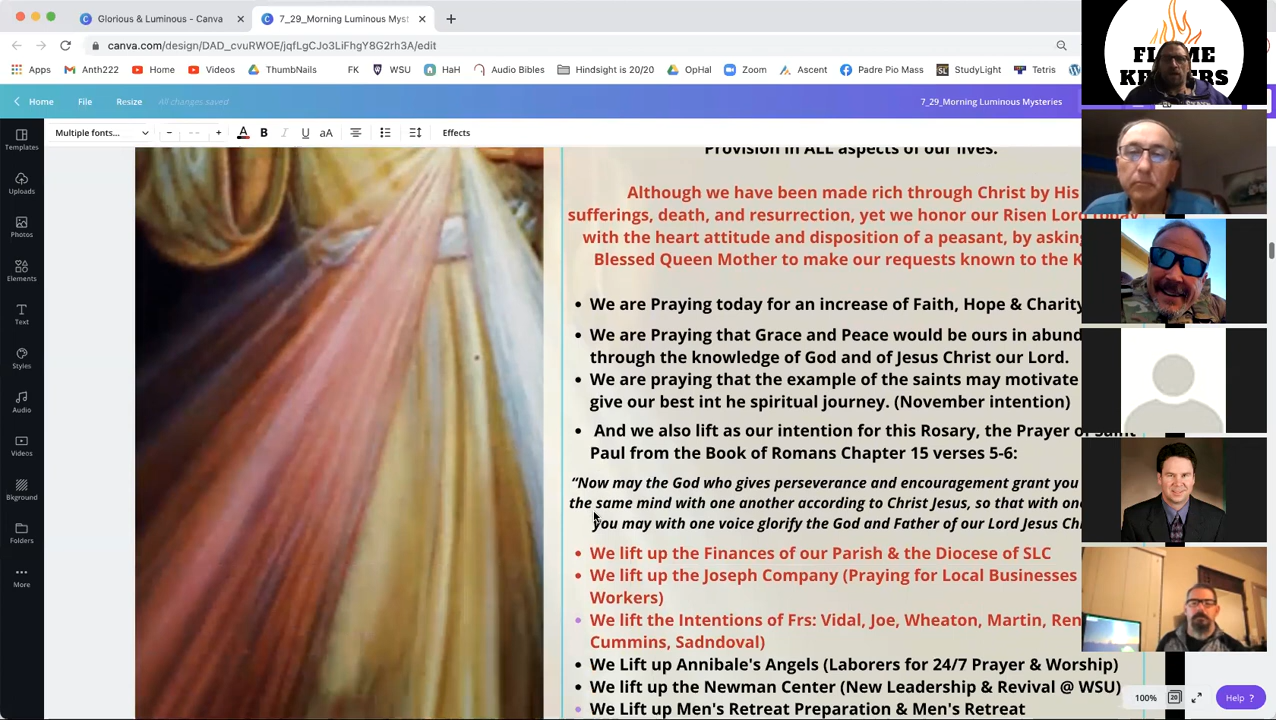 Glorious & Luminous - Canva
7_29_Morning Luminous Myst
canva.com/design/DAD_cvuRWOE/jqfLgCJo3LiFhgY8G2rh3A/edit
Apps Anth222 Home Videos ThumbNails FK WSU HaH Audio Bibles Hindsight is 20/20 OpHal Zoom Ascent Padre Pio Mass StudyLight Tetris
Home File Resize All changes saved 7_29_Morning Luminous Mysteries
Multiple fonts... B I U aA Effects
Templates
Uploads
Photos
Elements
Text
Styles
Audio
Videos
Bkground
Folders
More
Provision in ALL aspects of our lives.
Although we have been made rich through Christ by His
sufferings, death, and resurrection, yet we honor our Risen Lord today
with the heart attitude and disposition of a peasant, by asking
Blessed Queen Mother to make our requests known to the K
• We are Praying today for an increase of Faith, Hope & Charity
• We are Praying that Grace and Peace would be ours in abund
through the knowledge of God and of Jesus Christ our Lord.
• We are praying that the example of the saints may motivate
give our best int he spiritual journey. (November intention)
• And we also lift as our intention for this Rosary, the Prayer of Saint
Paul from the Book of Romans Chapter 15 verses 5-6:
“Now may the God who gives perseverance and encouragement grant you
the same mind with one another according to Christ Jesus, so that with one
you may with one voice glorify the God and Father of our Lord Jesus Ch
• We lift up the Finances of our Parish & the Diocese of SLC
• We lift up the Joseph Company (Praying for Local Businesses
Workers)
• We lift the Intentions of Frs: Vidal, Joe, Wheaton, Martin, Ren
Cummins, Sadndoval)
• We Lift up Annibale's Angels (Laborers for 24/7 Prayer & Worship)
• We lift up the Newman Center (New Leadership & Revival @ WSU)
• We Lift up Men's Retreat Preparation & Men's Retreat
100% 20 Help ?